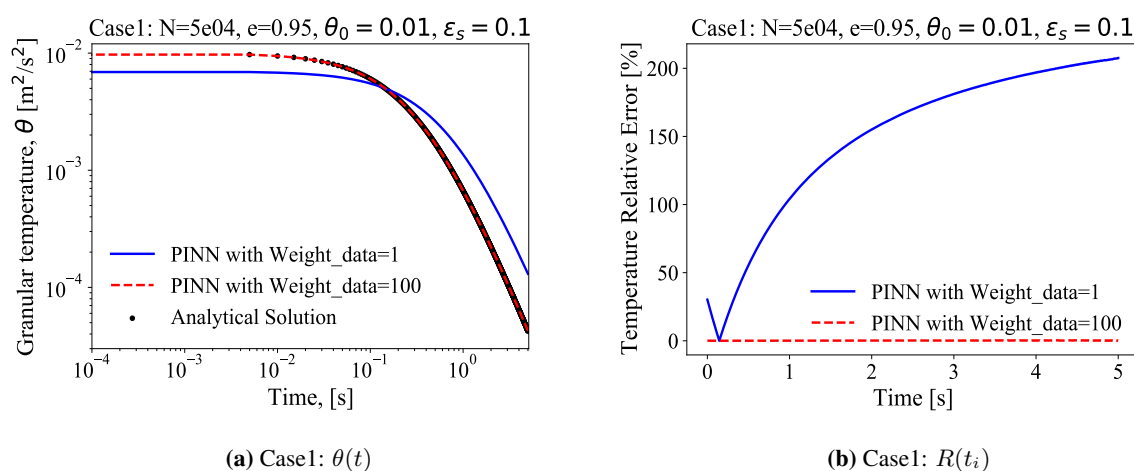 Case1: N=5e04, e=0.95, θ₀ = 0.01, εₛ = 0.1
Granular temperature, θ [m²/s²]
10⁻²
10⁻³
10⁻⁴
PINN with Weight_data=1
PINN with Weight_data=100
Analytical Solution
10⁻⁴ 10⁻³ 10⁻² 10⁻¹ 10⁰
Time, [s]
(a) Case1: θ(t)
Case1: N=5e04, e=0.95, θ₀ = 0.01, εₛ = 0.1
Temperature Relative Error [%]
200
150
100
50
0
PINN with Weight_data=1
PINN with Weight_data=100
0 1 2 3 4 5
Time [s]
(b) Case1: R(tᵢ)